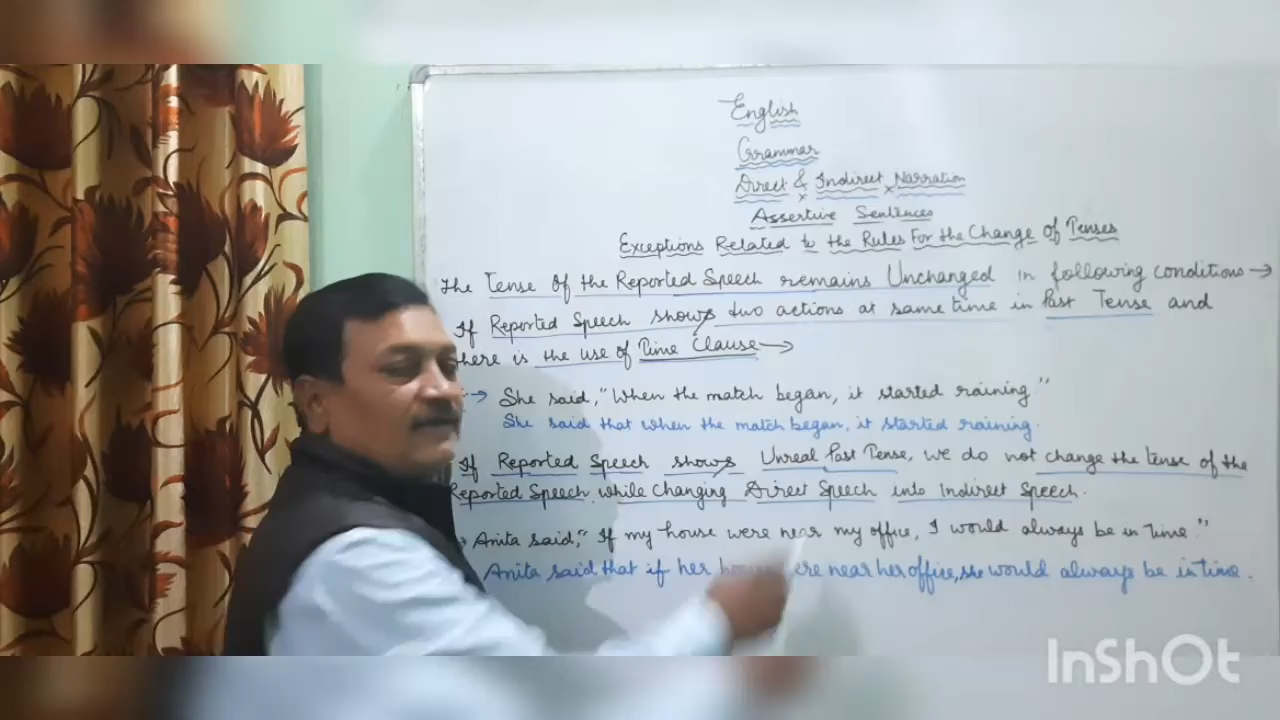 English
Grammar
Direct & Indirect Narration
Assertive Sentences
Exceptions Related to the Rules For the Change of Tenses
The Tense Of the Reported Speech remains Unchanged in following conditions →
If Reported Speech shows two actions at same time in Past Tense and
there is the use of Time Clause →
→ She said, "When the match began, it started raining"
She said that when the match began, it started raining.
If Reported Speech shows Unreal Past Tense, we do not change the tense of the
Reported Speech while changing Direct Speech into Indirect Speech.
Anita said, "If my house were near my office, I would always be in time."
Anita said that if her near her office, she would always be in time.
InShOt